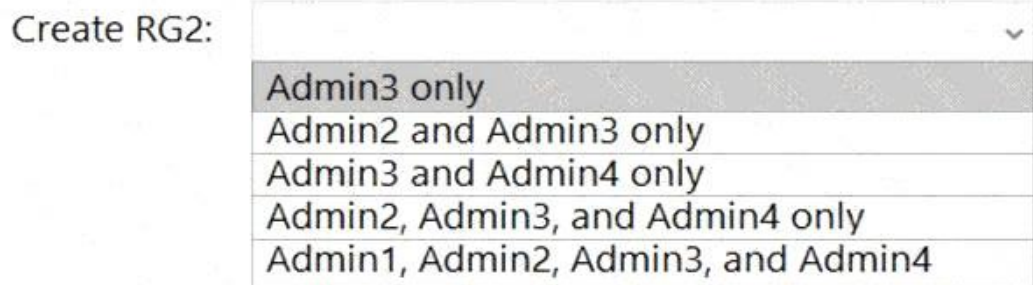 Create RG2:
Admin3 only
Admin2 and Admin3 only
Admin3 and Admin4 only
Admin2, Admin3, and Admin4 only
Admin1, Admin2, Admin3, and Admin4